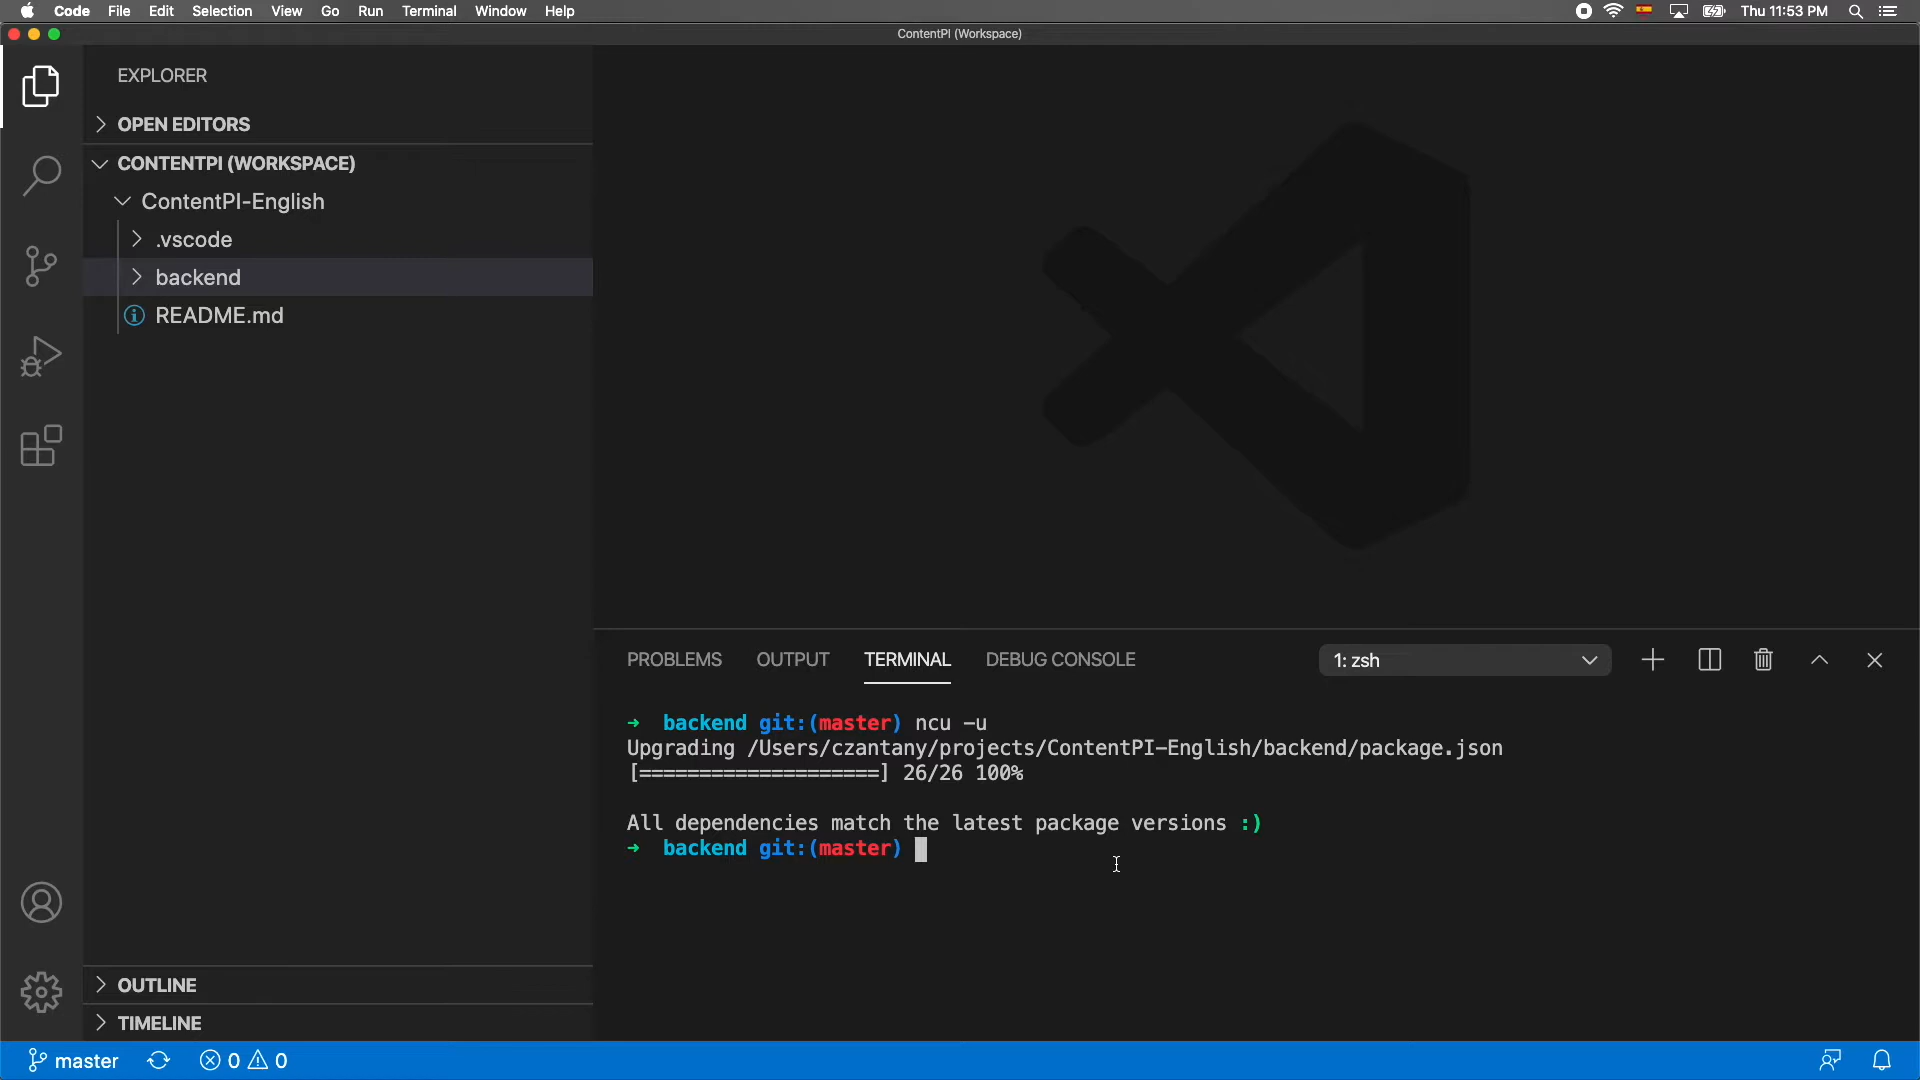 Code File Edit Selection View Go Run Terminal Window Help Thu 11:53 PM
ContentPI (Workspace)
EXPLORER
OPEN EDITORS
CONTENTPI (WORKSPACE)
ContentPI-English
.vscode
backend
README.md
OUTLINE
TIMELINE
PROBLEMS OUTPUT TERMINAL DEBUG CONSOLE 1: zsh
➜ backend git:(master) ncu -u
Upgrading /Users/czantany/projects/ContentPI-English/backend/package.json
[====================] 26/26 100%
All dependencies match the latest package versions :)
➜ backend git:(master)
master 0 0